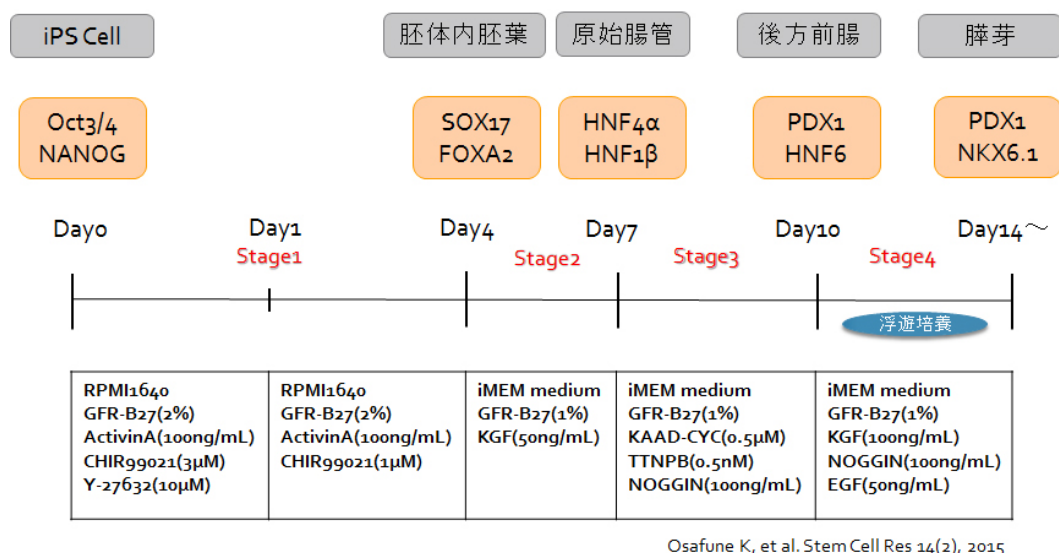 iPS Cell
胚体内胚葉
原始腸管
後方前腸
膵芽
Oct3/4
NANOG
SOX17
FOXA2
HNF4α
HNF1β
PDX1
HNF6
PDX1
NKX6.1
Day0
Day1
Day4
Day7
Day10
Day14～
Stage1
Stage2
Stage3
Stage4
浮遊培養
RPMI1640
GFR-B27(2%)
ActivinA(100ng/mL)
CHIR99021(3μM)
Y-27632(10μM)
RPMI1640
GFR-B27(2%)
ActivinA(100ng/mL)
CHIR99021(1μM)
iMEM medium
GFR-B27(1%)
KGF(50ng/mL)
iMEM medium
GFR-B27(1%)
KAAD-CYC(0.5μM)
TTNPB(0.5nM)
NOGGIN(100ng/mL)
iMEM medium
GFR-B27(1%)
KGF(100ng/mL)
NOGGIN(100ng/mL)
EGF(50ng/mL)
Osafune K, et al. Stem Cell Res 14(2), 2015